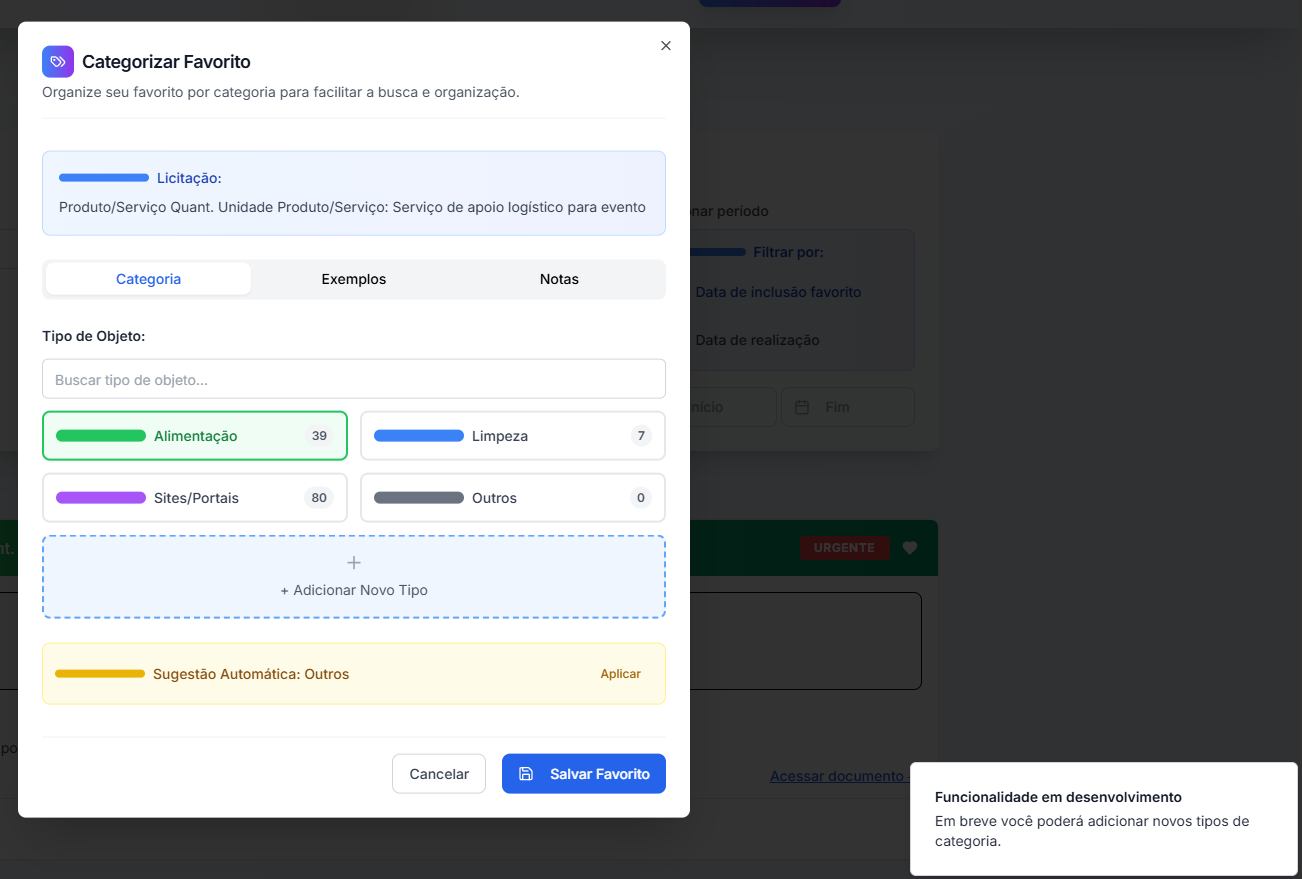 Categorizar Favorito
Organize seu favorito por categoria para facilitar a busca e organização.
Licitação:
Produto/Serviço Quant. Unidade Produto/Serviço: Serviço de apoio logístico para evento
Categoria Exemplos Notas
Tipo de Objeto:
Buscar tipo de objeto...
Alimentação 39
Limpeza 7
Sites/Portais 80
Outros 0
+ Adicionar Novo Tipo
Sugestão Automática: Outros Aplicar
Cancelar Salvar Favorito
período
Filtrar por:
Data de inclusão favorito
Data de realização
Fim
URGENTE
Acessar documento
Funcionalidade em desenvolvimento
Em breve você poderá adicionar novos tipos de
categoria.